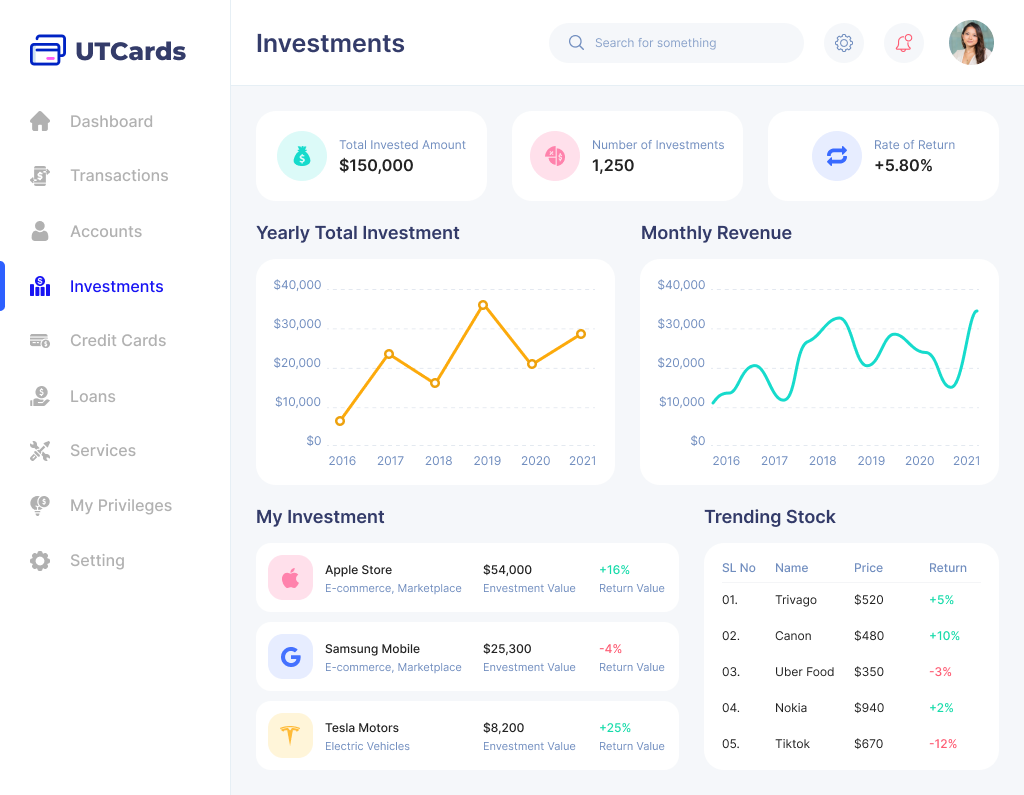 UTCards
Dashboard
Transactions
Accounts
Investments
Credit Cards
Loans
Services
My Privileges
Setting
Investments
Search for something
Total Invested Amount
$150,000
Number of Investments
1,250
Rate of Return
+5.80%
Yearly Total Investment
$40,000
$30,000
$20,000
$10,000
$0
2016 2017 2018 2019 2020 2021
Monthly Revenue
$40,000
$30,000
$20,000
$10,000
$0
2016 2017 2018 2019 2020 2021
My Investment
Apple Store $54,000 +16%
E-commerce, Marketplace Envestment Value Return Value
Samsung Mobile $25,300 -4%
E-commerce, Marketplace Envestment Value Return Value
Tesla Motors $8,200 +25%
Electric Vehicles Envestment Value Return Value
Trending Stock
SL No Name Price Return
01. Trivago $520 +5%
02. Canon $480 +10%
03. Uber Food $350 -3%
04. Nokia $940 +2%
05. Tiktok $670 -12%